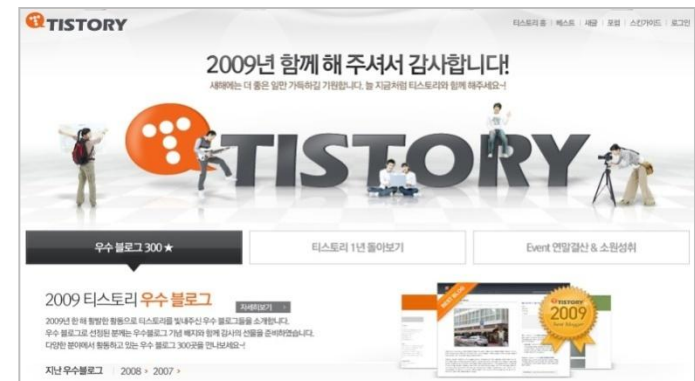 TISTORY
티스토리 홈 | 베스트 | 새글 | 포럼 | 스킨가이드 | 로그인
2009년 함께 해 주셔서 감사합니다!
새해에는 더 좋은 일만 가득하길 기원합니다. 늘 지금처럼 티스토리와 함께 해주세요~!
TISTORY
우수 블로그 300 ★
티스토리 1년 돌아보기
Event 연말결산 & 소원성취
2009 티스토리 우수 블로그
자세히보기 >
2009년 한 해 활발한 활동으로 티스토리를 빛내주신 우수 블로그들을 소개합니다.
우수 블로그로 선정된 분께는 우수블로그 기념 배지와 함께 감사의 선물을 준비하였습니다.
다양한 분야에서 활동하고 있는 우수 블로그 300곳을 만나보세요~!
지난 우수블로그 | 2008 > 2007 >
BEST BLOG
TISTORY
2009
Best Blogger